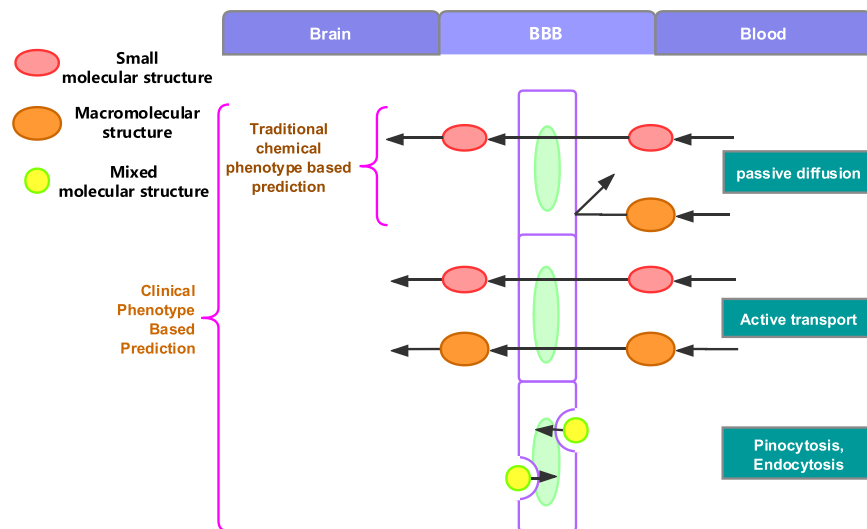 Brain
BBB
Blood
Small
molecular structure
Macromolecular
structure
Mixed
molecular structure
Traditional
chemical
phenotype based
prediction
passive diffusion
Clinical
Phenotype
Based
Prediction
Active transport
Pinocytosis,
Endocytosis